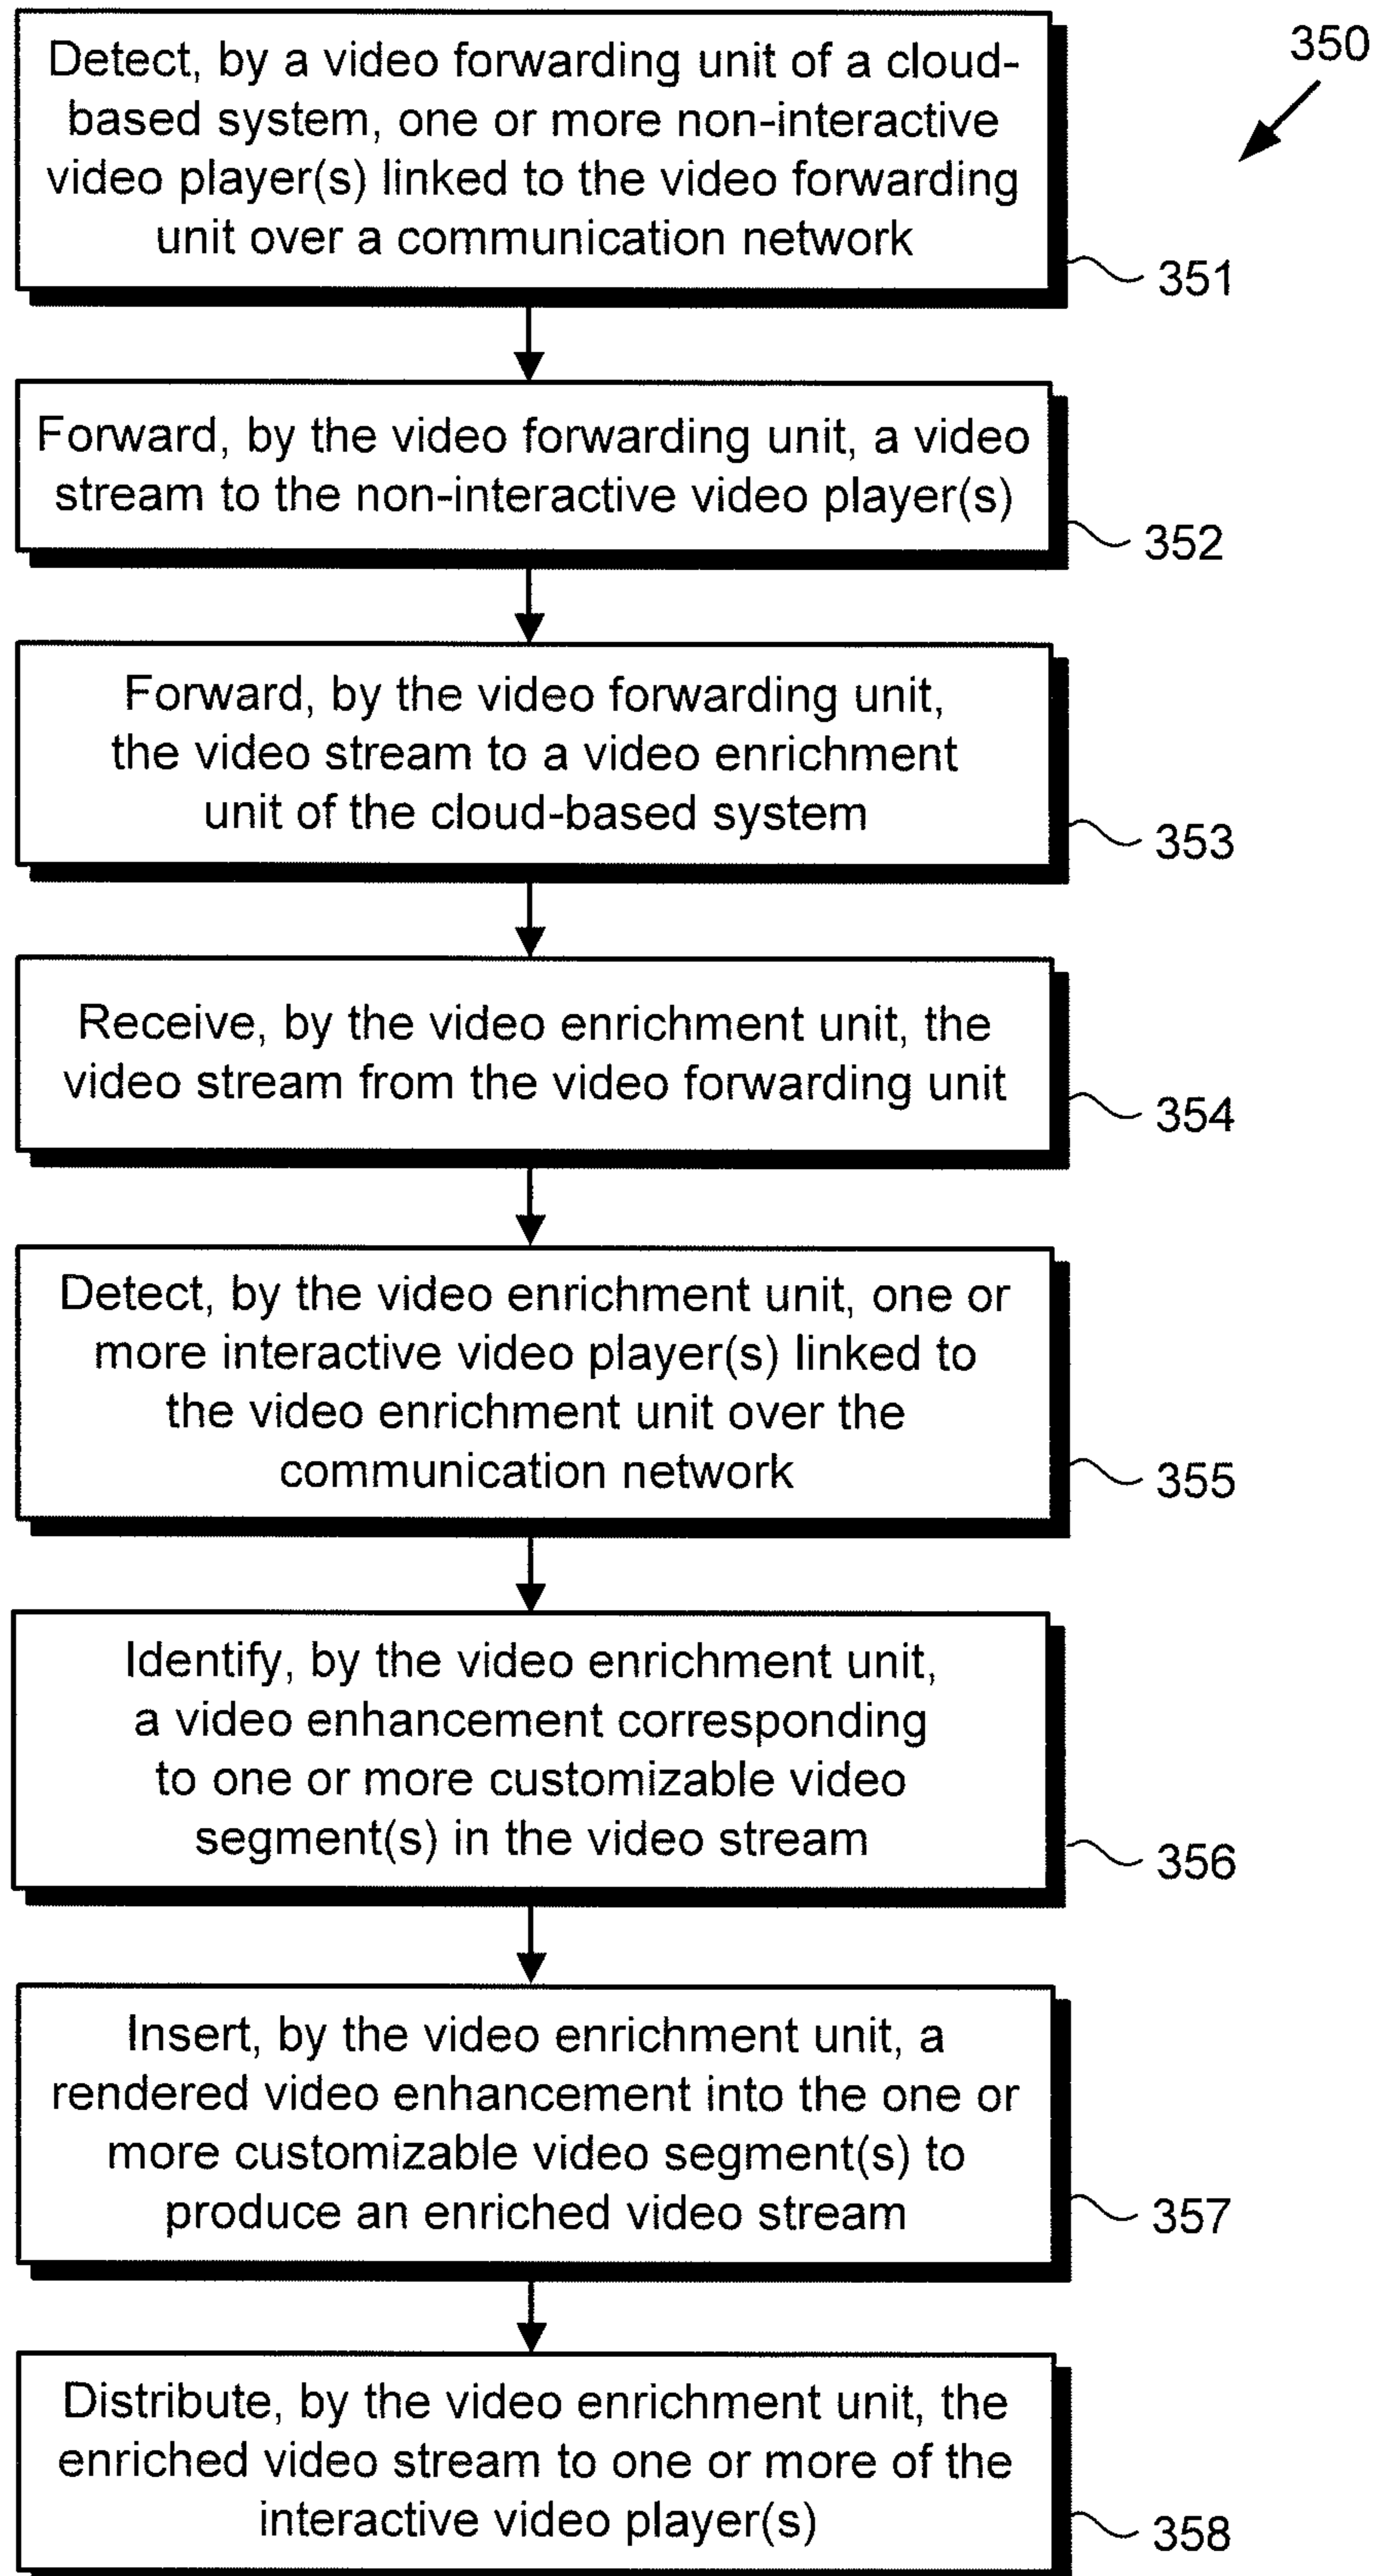 350
Detect, by a video forwarding unit of a cloud-
based system, one or more non-interactive
video player(s) linked to the video forwarding
unit over a communication network
351
Forward, by the video forwarding unit, a video
stream to the non-interactive video player(s)
352
Forward, by the video forwarding unit,
the video stream to a video enrichment
unit of the cloud-based system
353
Receive, by the video enrichment unit, the
video stream from the video forwarding unit
354
Detect, by the video enrichment unit, one or
more interactive video player(s) linked to
the video enrichment unit over the
communication network
355
Identify, by the video enrichment unit,
a video enhancement corresponding
to one or more customizable video
segment(s) in the video stream
356
Insert, by the video enrichment unit, a
rendered video enhancement into the one or
more customizable video segment(s) to
produce an enriched video stream
357
Distribute, by the video enrichment unit, the
enriched video stream to one or more of the
interactive video player(s)
358